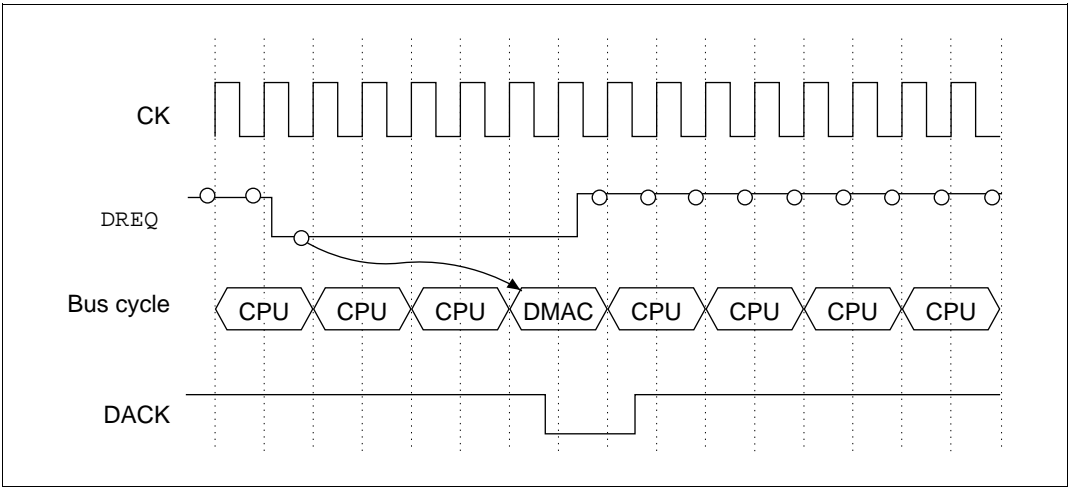 CK
DREQ
Bus cycle CPU CPU CPU DMAC CPU CPU CPU CPU
DACK